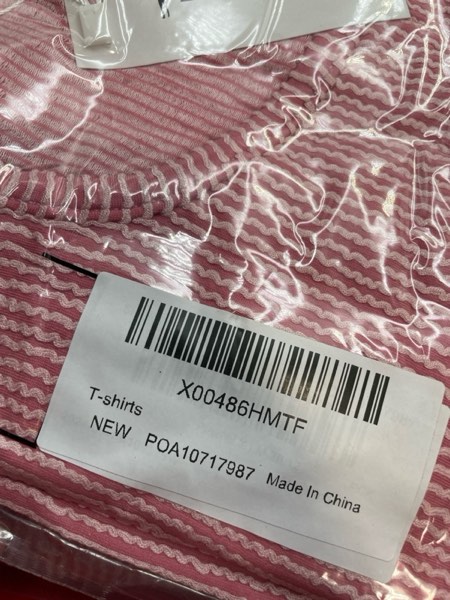 X00486HMTF
T-shirts
NEW POA10717987 Made In China